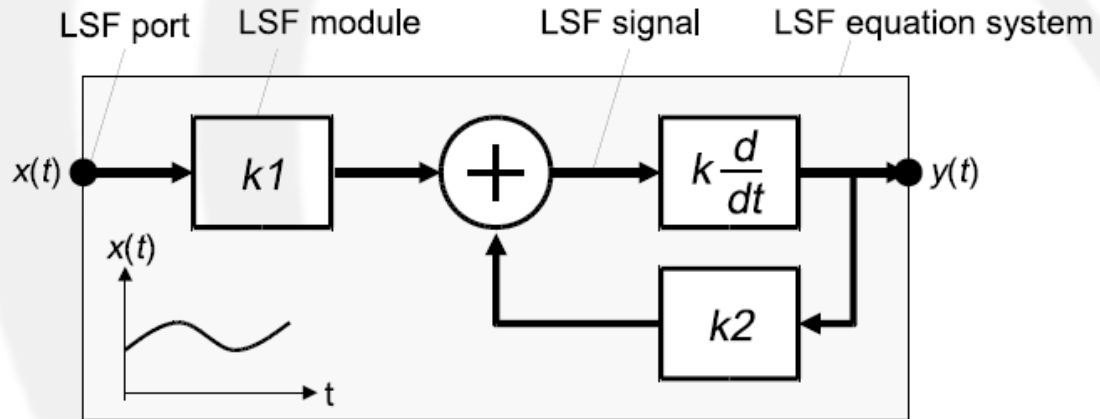 LSF port
LSF module
LSF signal
LSF equation system
x(t)
k1
+
k d/dt
y(t)
x(t)
k2
t